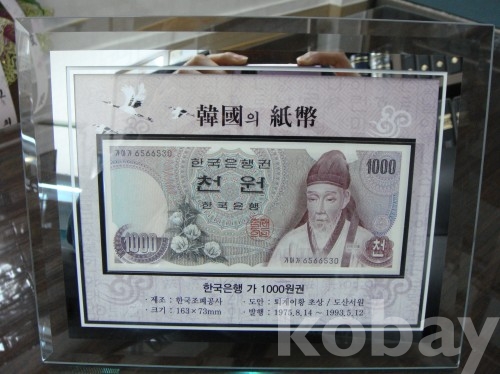 韓國의 紙幣
가마가 6566530
한국은행권
1000
천원
한국은행
가마가 6566530
1000
천
한국은행 가 1000원권
· 제조 : 한국조폐공사 · 도안 : 퇴계이황 초상 / 도산서원
· 크기 : 163×73mm · 발행 : 1975.8.14 ~ 1993.5.12
kobay